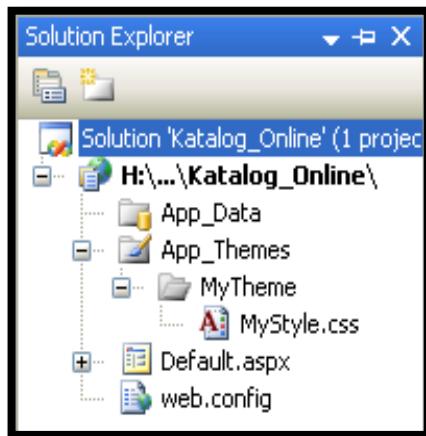 Solution Explorer
Solution 'Katalog_Online' (1 projec
H:\...\Katalog_Online\
App_Data
App_Themes
MyTheme
MyStyle.css
Default.aspx
web.config